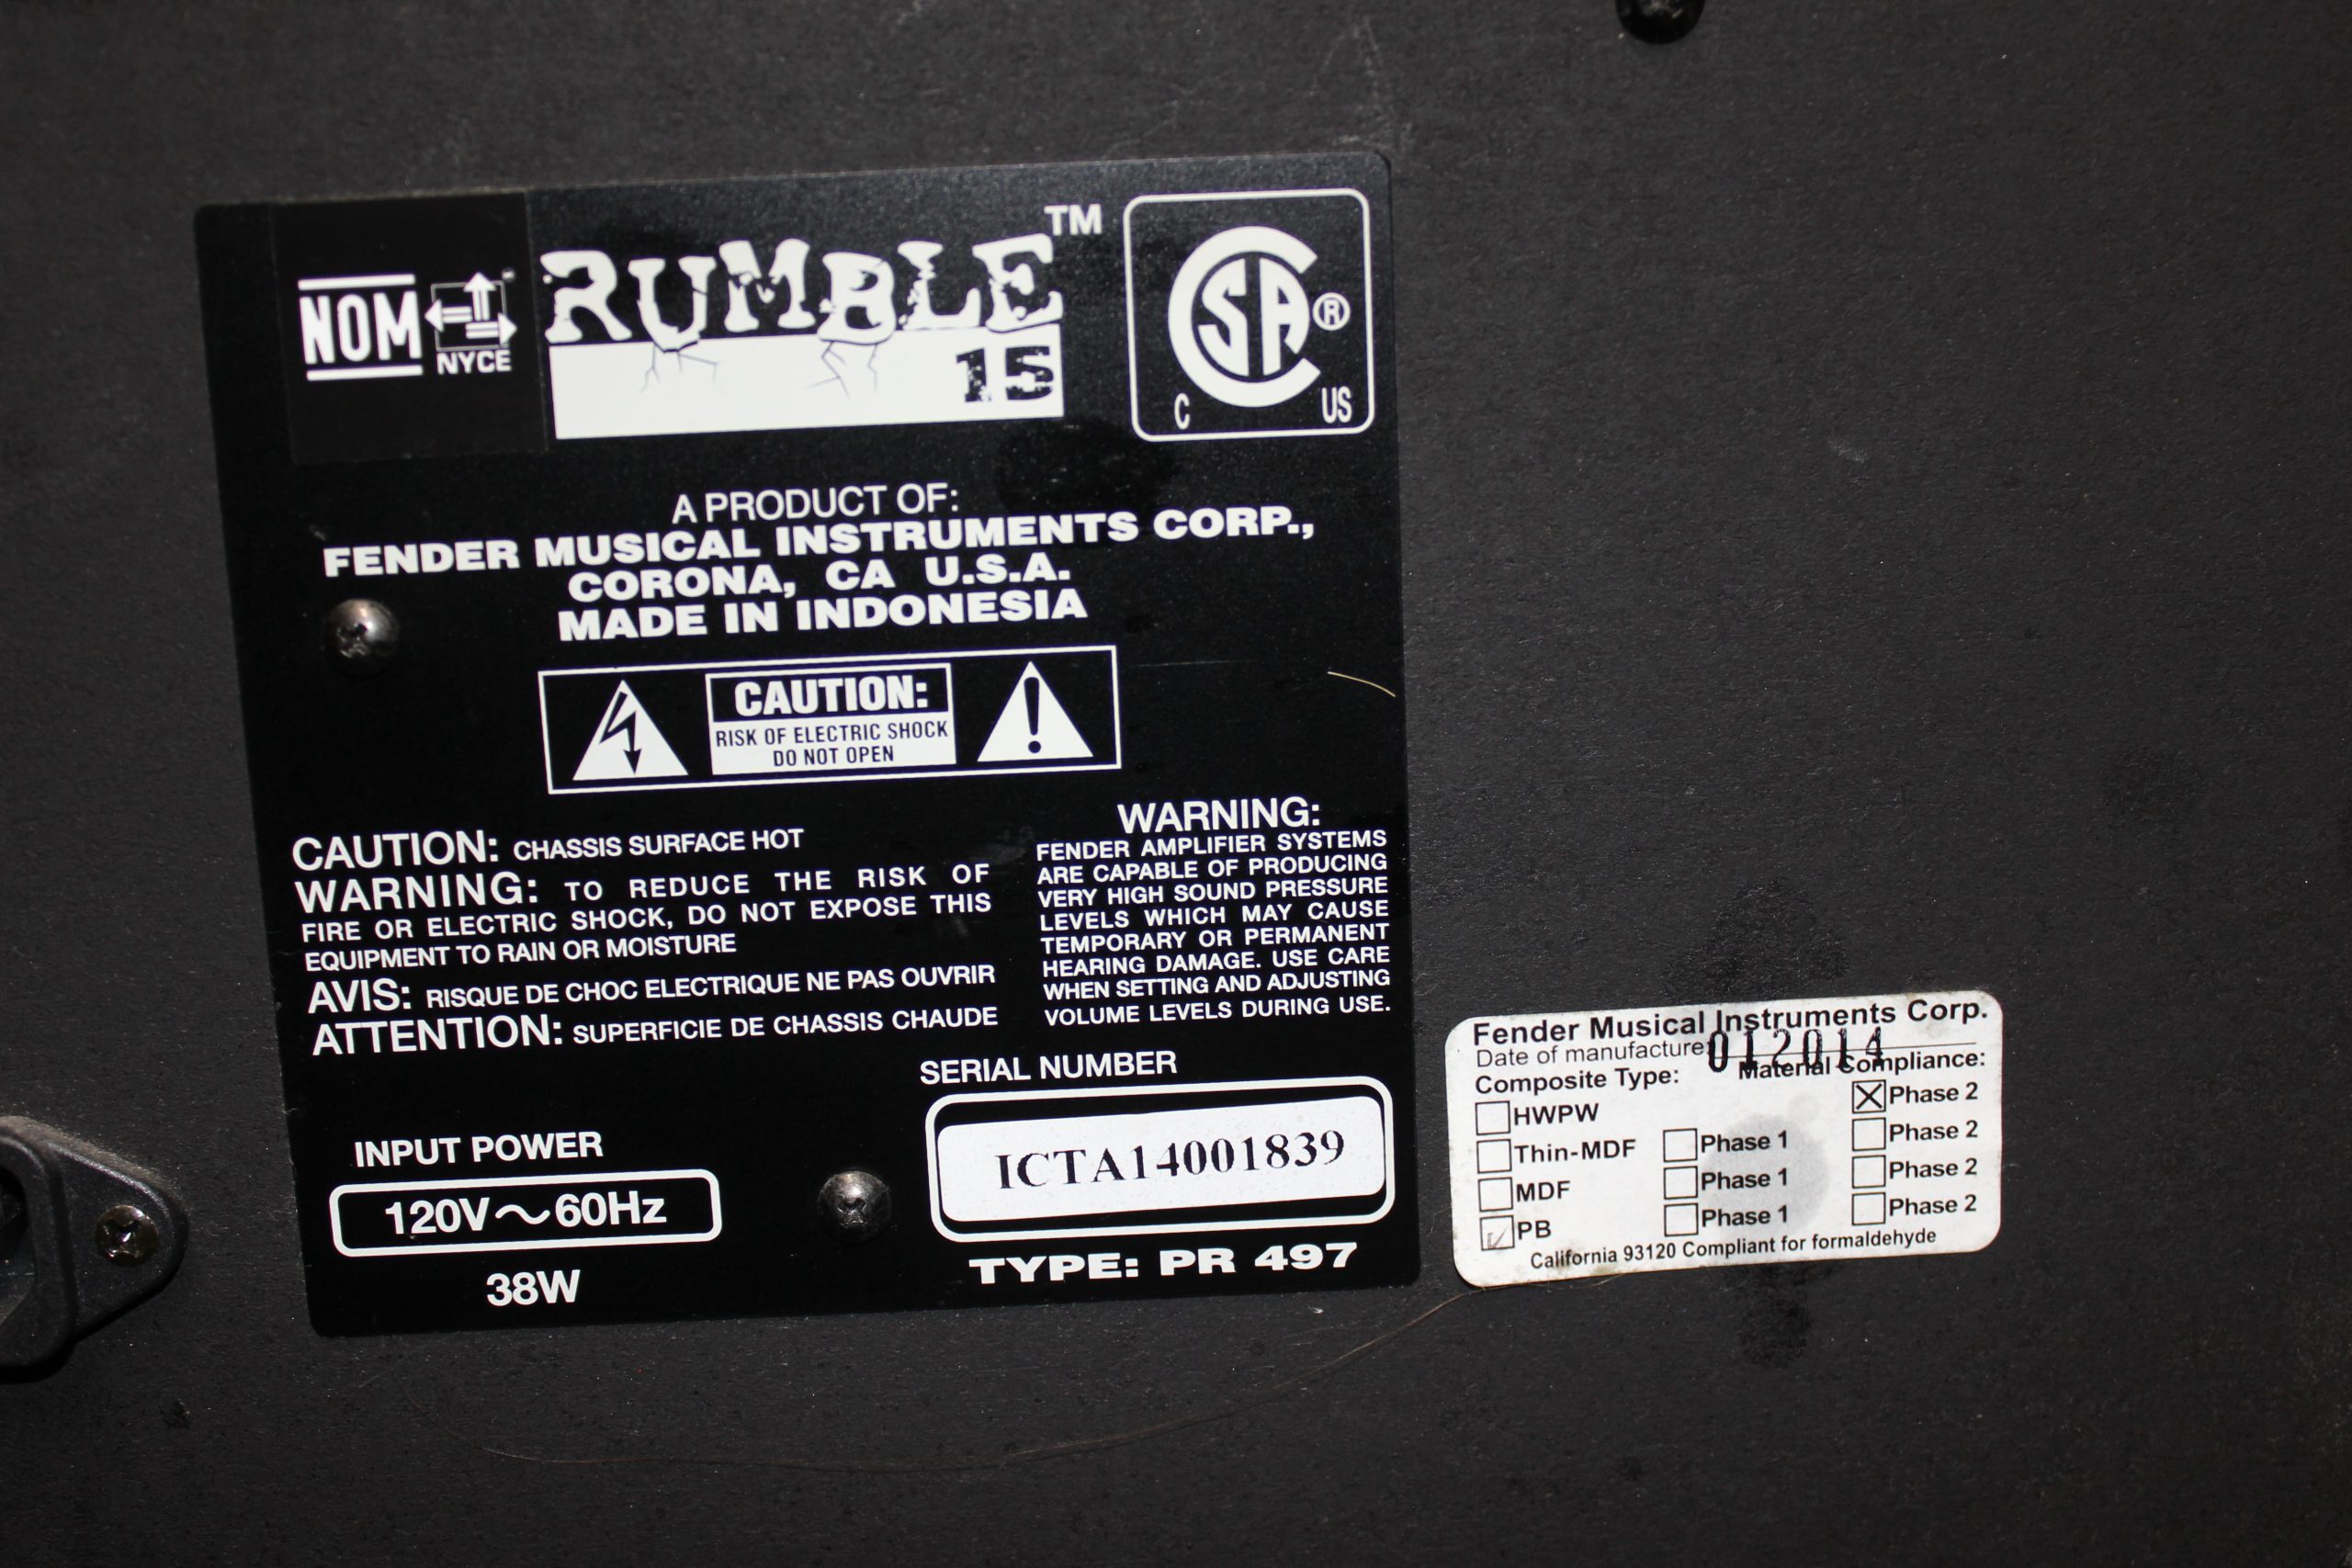 NOM
NYCE
RUMBLE™
15
CSA®
C US
A PRODUCT OF:
FENDER MUSICAL INSTRUMENTS CORP.,
CORONA, CA U.S.A.
MADE IN INDONESIA
CAUTION:
RISK OF ELECTRIC SHOCK
DO NOT OPEN
CAUTION: CHASSIS SURFACE HOT
WARNING: TO REDUCE THE RISK OF
FIRE OR ELECTRIC SHOCK, DO NOT EXPOSE THIS
EQUIPMENT TO RAIN OR MOISTURE
AVIS: RISQUE DE CHOC ELECTRIQUE NE PAS OUVRIR
ATTENTION: SUPERFICIE DE CHASSIS CHAUDE
WARNING:
FENDER AMPLIFIER SYSTEMS
ARE CAPABLE OF PRODUCING
VERY HIGH SOUND PRESSURE
LEVELS WHICH MAY CAUSE
TEMPORARY OR PERMANENT
HEARING DAMAGE. USE CARE
WHEN SETTING AND ADJUSTING
VOLUME LEVELS DURING USE.
INPUT POWER
120V~60Hz
38W
SERIAL NUMBER
ICTA14001839
TYPE: PR 497
Fender Musical Instruments Corp.
Date of manufacture: 012014
Composite Type: Material Compliance:
HWPW Phase 2
Thin-MDF Phase 1 Phase 2
MDF Phase 1 Phase 2
PB Phase 1 Phase 2
California 93120 Compliant for formaldehyde